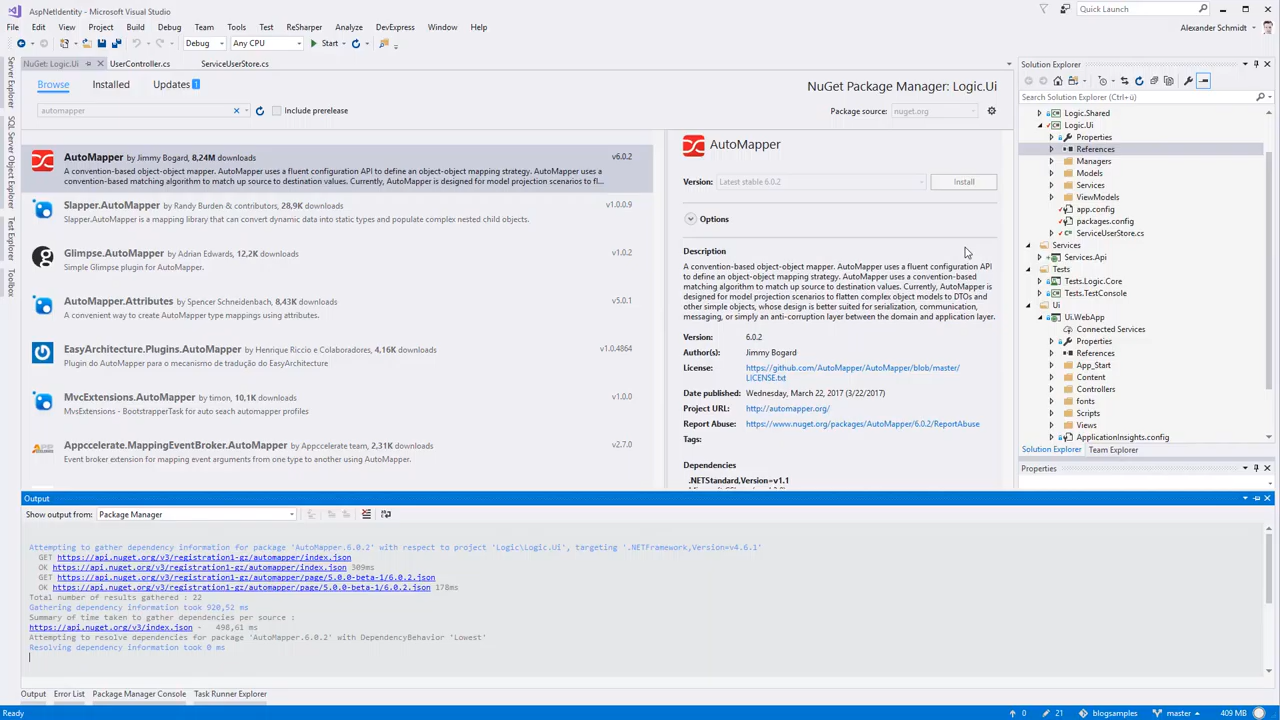 AspNetIdentity - Microsoft Visual Studio
Quick Launch
File Edit View Project Build Debug Team Tools Test ReSharper Analyze DevExpress Window Help
Alexander Schmidt
Debug Any CPU Start
NuGet: Logic.Ui UserController.cs ServiceUserStore.cs
Server Explorer
SQL Server Object Explorer
Test Explorer
Toolbox
Browse Installed Updates 1
NuGet Package Manager: Logic.Ui
automapper
Include prerelease
Package source: nuget.org
AutoMapper by Jimmy Bogard, 8,24M downloads v6.0.2
A convention-based object-object mapper. AutoMapper uses a fluent configuration API to define an object-object mapping strategy. AutoMapper uses a
convention-based matching algorithm to match up source to destination values. Currently, AutoMapper is designed for model projection scenarios to fl...
Slapper.AutoMapper by Randy Burden & contributors, 28,9K downloads v1.0.0.9
Slapper.AutoMapper is a mapping library that can convert dynamic data into static types and populate complex nested child objects.
Glimpse.AutoMapper by Adrian Edwards, 12,2K downloads v1.0.2
Simple Glimpse plugin for AutoMapper.
AutoMapper.Attributes by Spencer Schneidenbach, 8,43K downloads v5.0.1
A convenient way to create AutoMapper type mappings using attributes.
EasyArchitecture.Plugins.AutoMapper by Henrique Riccio e Colaboradores, 4,16K downloads v1.0.4864
Plugin do AutoMapper para o mecanismo de tradução do EasyArchitecture
MvcExtensions.AutoMapper by timon, 10,1K downloads v1.0.0
MvsExtensions - BootstrapperTask for auto seach automapper profiles
Appccelerate.MappingEventBroker.AutoMapper by Appccelerate team, 2,31K downloads v2.7.0
Event broker extension for mapping event arguments from one type to another using AutoMapper.
AutoMapper
Version: Latest stable 6.0.2 Install
Options
Description
A convention-based object-object mapper. AutoMapper uses a fluent configuration API
to define an object-object mapping strategy. AutoMapper uses a convention-based
matching algorithm to match up source to destination values. Currently, AutoMapper is
designed for model projection scenarios to flatten complex object models to DTOs and
other simple objects, whose design is better suited for serialization, communication,
messaging, or simply an anti-corruption layer between the domain and application layer.
Version: 6.0.2
Author(s): Jimmy Bogard
License: https://github.com/AutoMapper/AutoMapper/blob/master/
LICENSE.txt
Date published: Wednesday, March 22, 2017 (3/22/2017)
Project URL: http://automapper.org/
Report Abuse: https://www.nuget.org/packages/AutoMapper/6.0.2/ReportAbuse
Tags:
Dependencies
.NETStandard,Version=v1.1
Solution Explorer
Search Solution Explorer (Ctrl+ü)
Logic.Shared
Logic.Ui
Properties
References
Managers
Models
Services
ViewModels
app.config
packages.config
ServiceUserStore.cs
Services
Services.Api
Tests
Tests.Logic.Core
Tests.TestConsole
Ui
Ui.WebApp
Connected Services
Properties
References
App_Start
Content
Controllers
fonts
Scripts
Views
ApplicationInsights.config
Solution Explorer Team Explorer
Properties
Output
Show output from: Package Manager
Attempting to gather dependency information for package 'AutoMapper.6.0.2' with respect to project 'Logic\Logic.Ui', targeting '.NETFramework,Version=v4.6.1'
GET https://api.nuget.org/v3/registration1-gz/automapper/index.json
OK https://api.nuget.org/v3/registration1-gz/automapper/index.json 309ms
GET https://api.nuget.org/v3/registration1-gz/automapper/page/5.0.0-beta-1/6.0.2.json
OK https://api.nuget.org/v3/registration1-gz/automapper/page/5.0.0-beta-1/6.0.2.json 178ms
Total number of results gathered : 22
Gathering dependency information took 920,52 ms
Summary of time taken to gather dependencies per source :
https://api.nuget.org/v3/index.json - 498,61 ms
Attempting to resolve dependencies for package 'AutoMapper.6.0.2' with DependencyBehavior 'Lowest'
Resolving dependency information took 0 ms
Output Error List Package Manager Console Task Runner Explorer
Ready 0 21 blogsamples master 409 MB